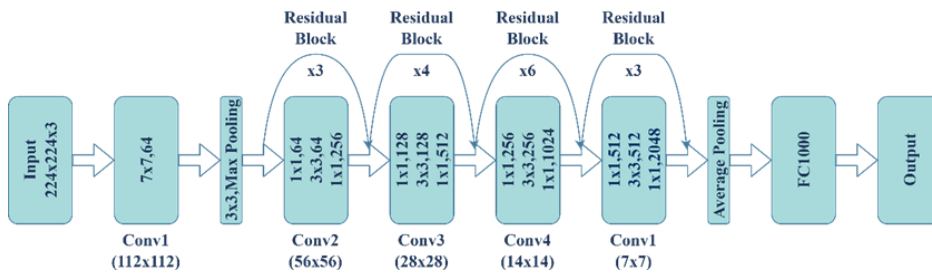 Residual
Block
x3
Residual
Block
x4
Residual
Block
x6
Residual
Block
x3
Input
224x224x3
7x7,64
Conv1
(112x112)
3x3,Max Pooling
1x1,64
3x3,64
1x1,256
Conv2
(56x56)
1x1,128
3x3,128
1x1,512
Conv3
(28x28)
1x1,256
3x3,256
1x1,1024
Conv4
(14x14)
1x1,512
3x3,512
1x1,2048
Conv1
(7x7)
Average Pooling
FC1000
Output